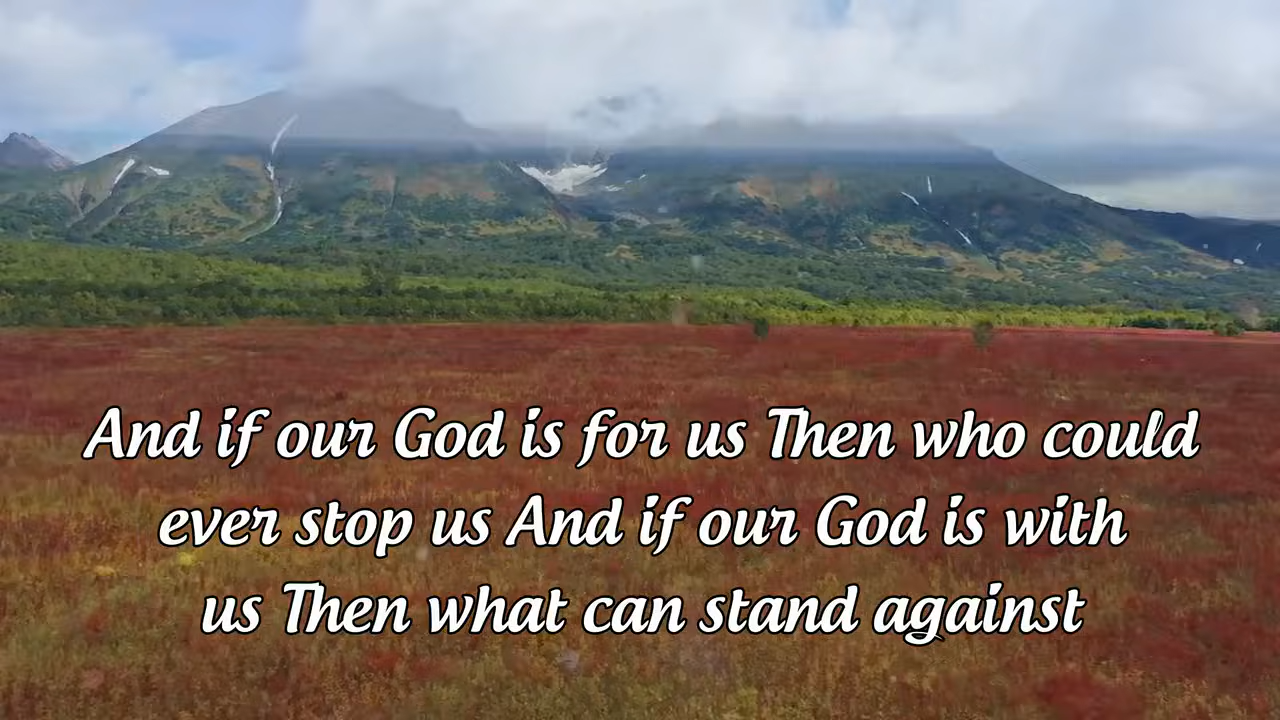 And if our God is for us Then who could
ever stop us And if our God is with
us Then what can stand against